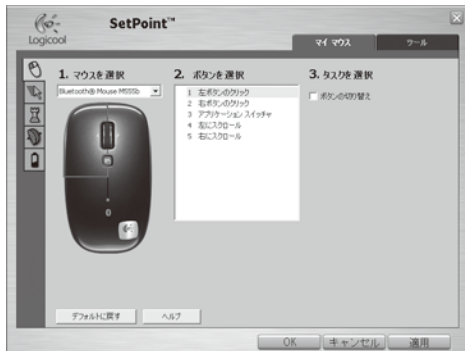 Logicool
SetPoint™
マイ マウス
ツール
1. マウスを選択
Bluetooth® Mouse M555b
2. ボタンを選択
1 左ボタンのクリック
2 右ボタンのクリック
3 アプリケーション スイッチャ
4 左にスクロール
5 右にスクロール
3. タスクを選択
ボタンの切り替え
デフォルトに戻す
ヘルプ
OK
キャンセル
適用